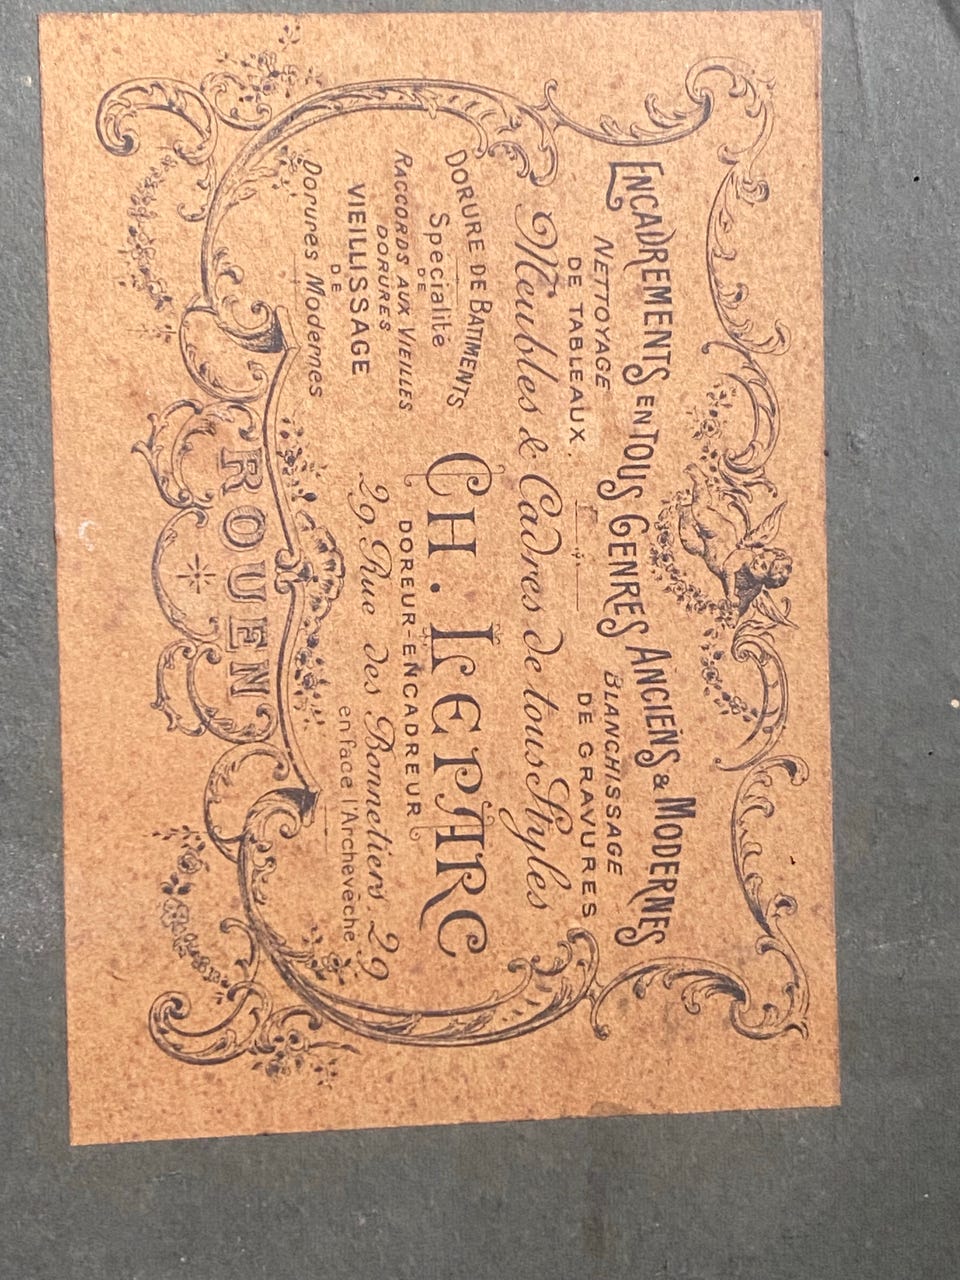 ENCADREMENTS EN TOUS GENRES ANCIENS & MODERNES
NETTOYAGE
DE TABLEAUX.
BLANCHISSAGE
DE GRAVURES
Meubles & Cadres de tous Styles
DORURE DE BATIMENTS
Spécialité
DE
RACCORDS AUX VIEILLES
DORURES
VIEILLISSAGE
DE
Dorures Modernes
CH. LEPARC
DOREUR-ENCADREUR
29 Rue des Bonnetiers 29
en face l'Archevêché
ROUEN